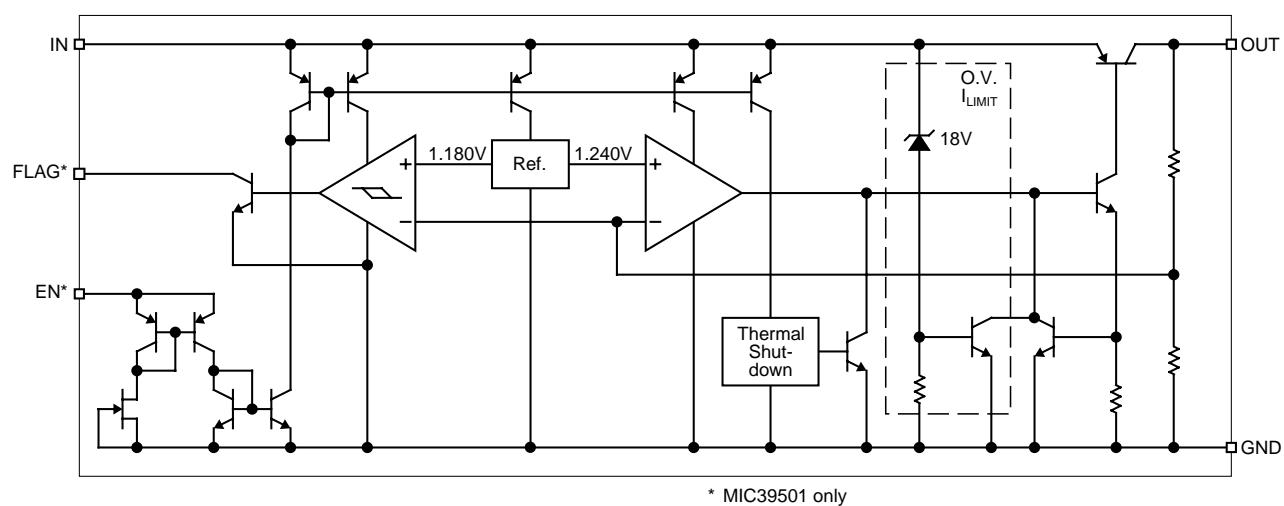 IN
OUT
O.V.
ILIMIT
18V
FLAG*
+
1.180V
Ref.
1.240V
+
−
−
EN*
Thermal
Shut-
down
GND
* MIC39501 only